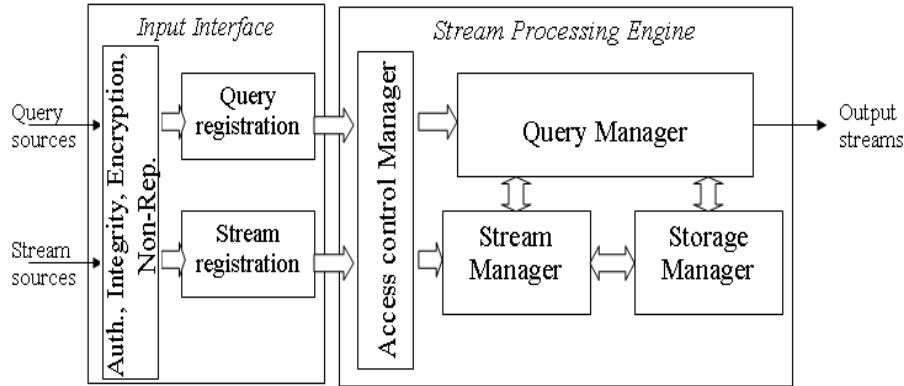 Input Interface
Stream Processing Engine
Query
sources
Stream
sources
Auth., Integrity, Encryption,
Non-Rep.
Query
registration
Stream
registration
Access control Manager
Query Manager
Stream
Manager
Storage
Manager
Output
streams